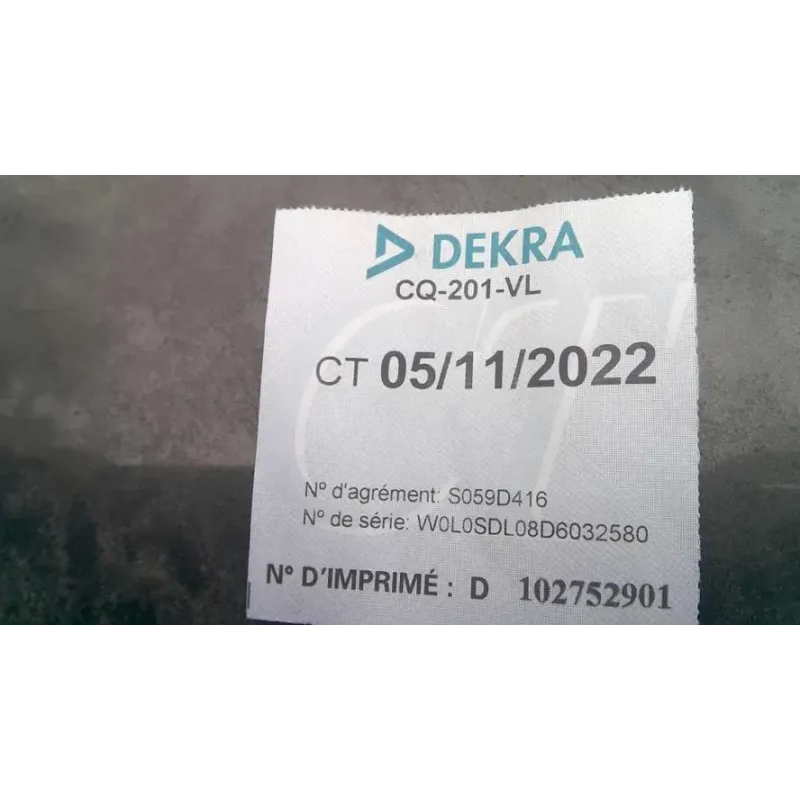 DEKRA
CQ-201-VL
CT 05/11/2022
N° d'agrément: S059D416
N° de série: W0L0SDL08D6032580
N° D'IMPRIMÉ : D 102752901